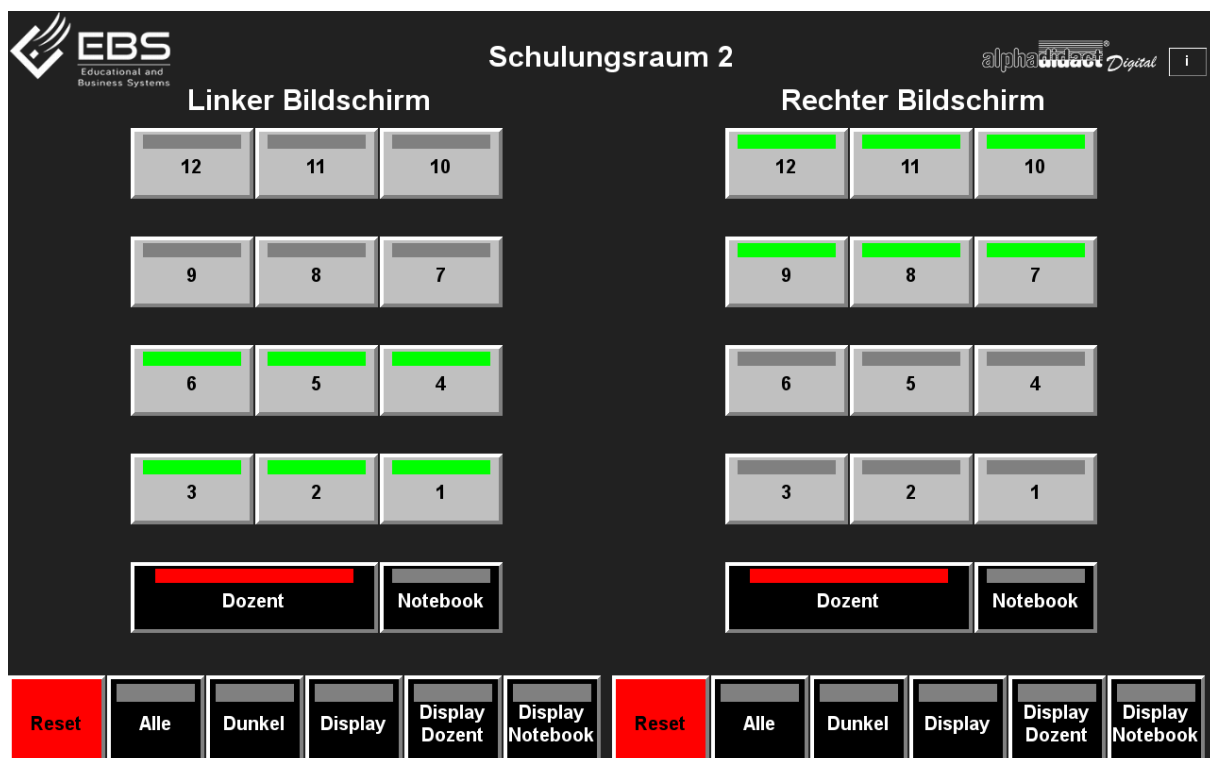 EBS
Educational and
Business Systems
Schulungsraum 2
alphadidact® Digital
i
Linker Bildschirm
12 11 10
9 8 7
6 5 4
3 2 1
Dozent Notebook
Rechter Bildschirm
12 11 10
9 8 7
6 5 4
3 2 1
Dozent Notebook
Reset Alle Dunkel Display Display Dozent Display Notebook
Reset Alle Dunkel Display Display Dozent Display Notebook